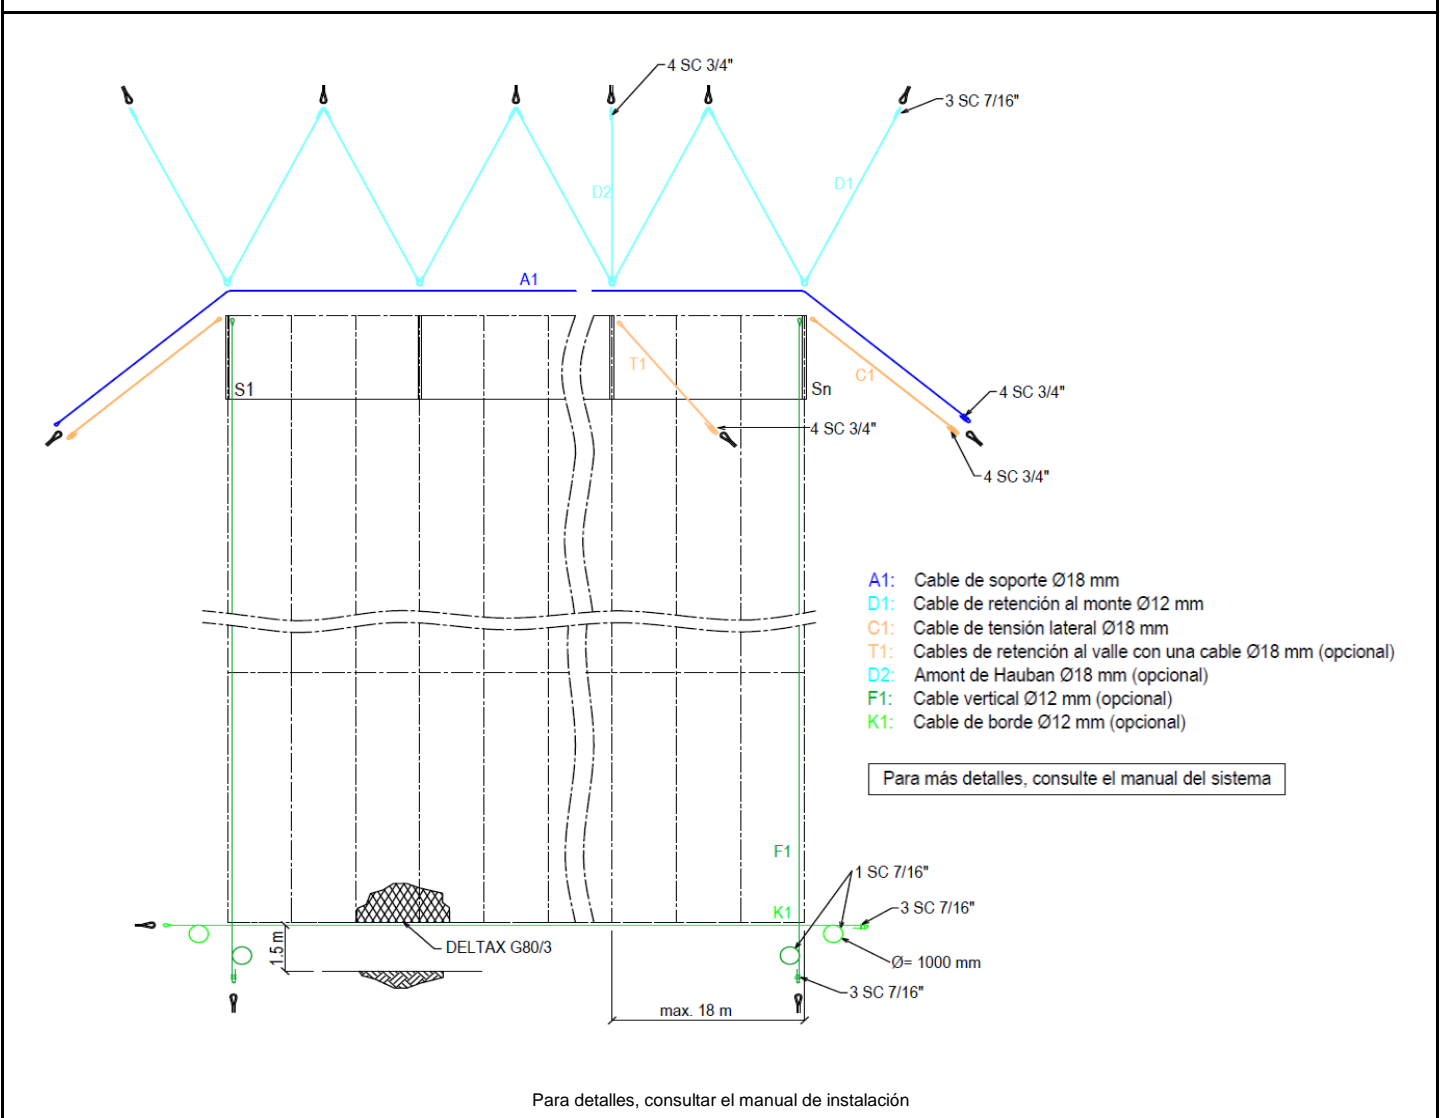 4 SC 3/4"
3 SC 7/16"
D2
D1
A1
T1
C1
S1
Sn
4 SC 3/4"
4 SC 3/4"
4 SC 3/4"
A1: Cable de soporte Ø18 mm
D1: Cable de retención al monte Ø12 mm
C1: Cable de tensión lateral Ø18 mm
T1: Cables de retención al valle con una cable Ø18 mm (opcional)
D2: Amont de Hauban Ø18 mm (opcional)
F1: Cable vertical Ø12 mm (opcional)
K1: Cable de borde Ø12 mm (opcional)
Para más detalles, consulte el manual del sistema
F1
1 SC 7/16"
K1
3 SC 7/16"
1.5 m
DELTAX G80/3
Ø= 1000 mm
3 SC 7/16"
max. 18 m
Para detalles, consultar el manual de instalación